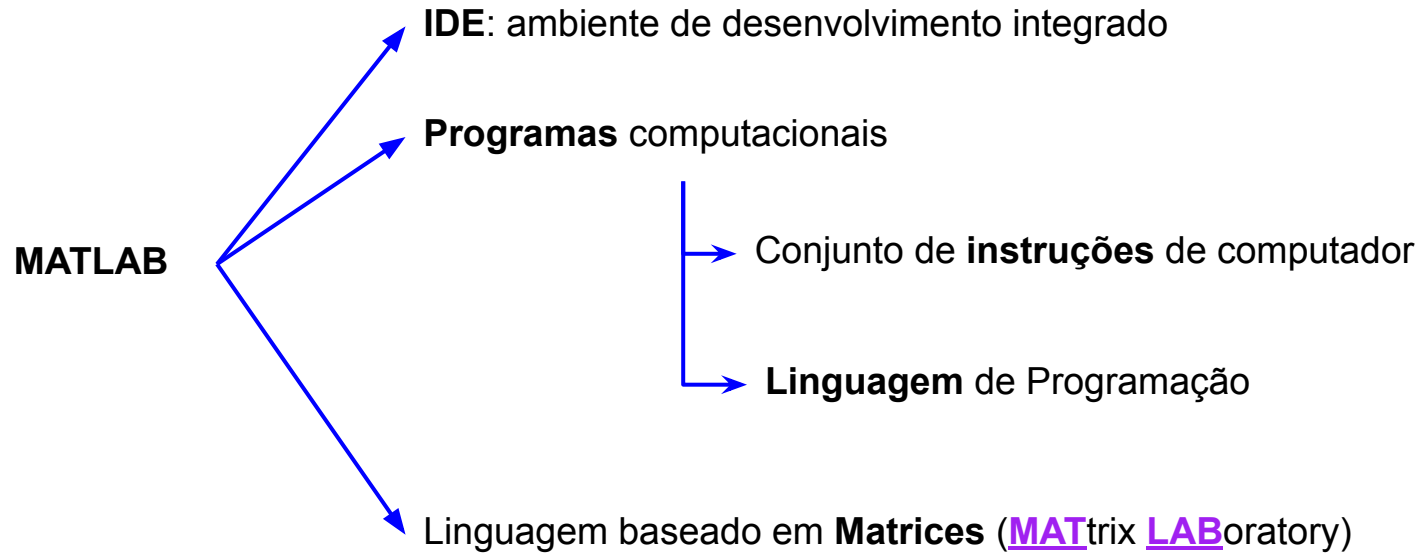 IDE: ambiente de desenvolvimento integrado
Programas computacionais
MATLAB
Conjunto de instruções de computador
Linguagem de Programação
Linguagem baseado em Matrices (MATtrix LABoratory)